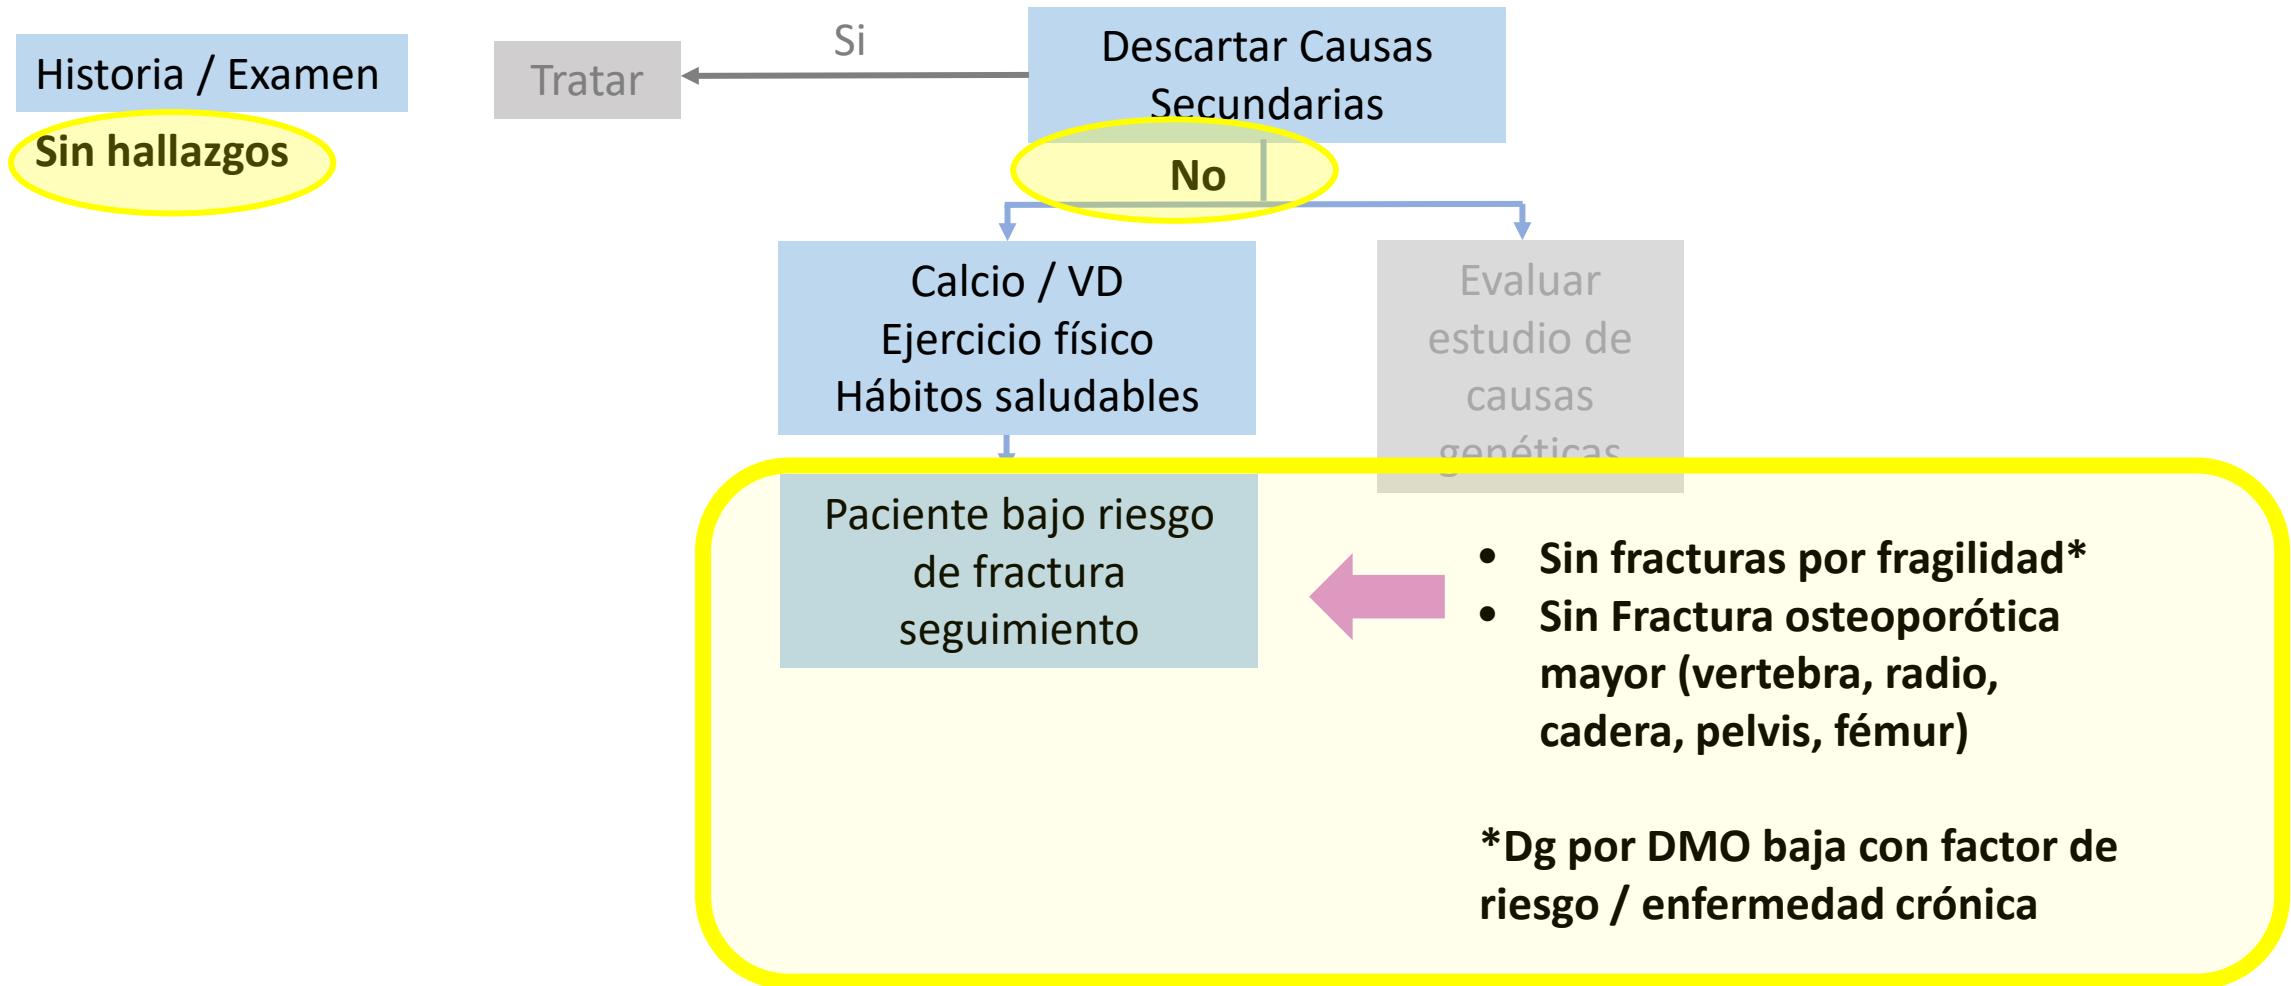 Historia / Examen
Sin hallazgos
Tratar
Si
Descartar Causas
Secundarias
No
Calcio / VD
Ejercicio físico
Hábitos saludables
Evaluar
estudio de
causas
genéticas
Paciente bajo riesgo
de fractura
seguimiento
• Sin fracturas por fragilidad*
• Sin Fractura osteoporótica
mayor (vertebra, radio,
cadera, pelvis, fémur)
*Dg por DMO baja con factor de
riesgo / enfermedad crónica